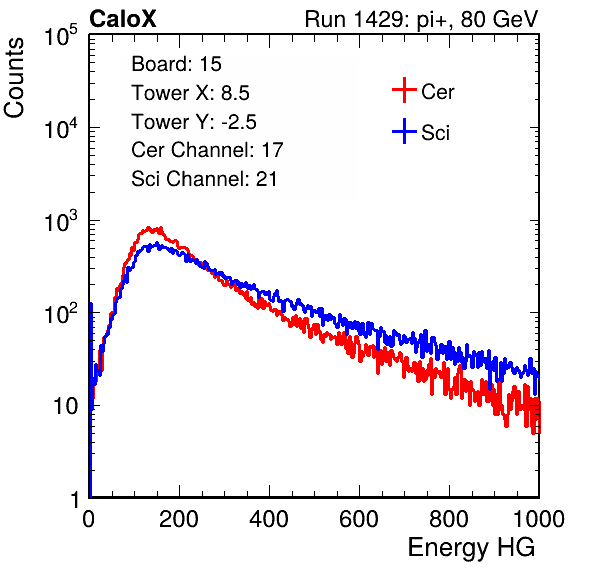 CaloX Run 1429: pi+, 80 GeV
Counts
Board: 15
Tower X: 8.5
Tower Y: -2.5
Cer Channel: 17
Sci Channel: 21
Cer
Sci
10^5
10^4
10^3
10^2
10
1
0 200 400 600 800 1000
Energy HG